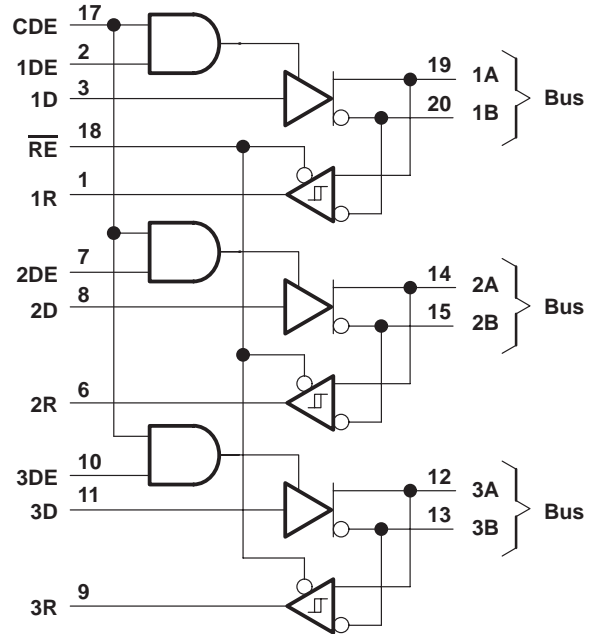 CDE 17
1DE 2
1D 3
19 1A
20 1B
Bus
RE 18
1R 1
2DE 7
2D 8
14 2A
15 2B
Bus
2R 6
3DE 10
3D 11
12 3A
13 3B
Bus
3R 9